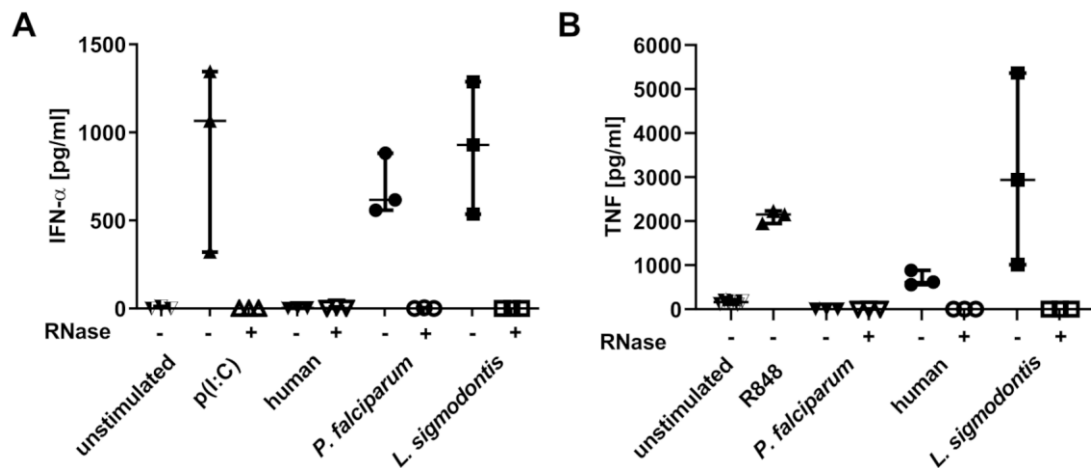 A
IFN-α [pg/ml]
1500
1000
500
0
RNase - - + - + - + - +
unstimulated
p(I:C)
human
P. falciparum
L. sigmodontis
B
TNF [pg/ml]
6000
5000
4000
3000
2000
1000
0
RNase - - - + - + - +
unstimulated
R848
P. falciparum
human
L. sigmodontis